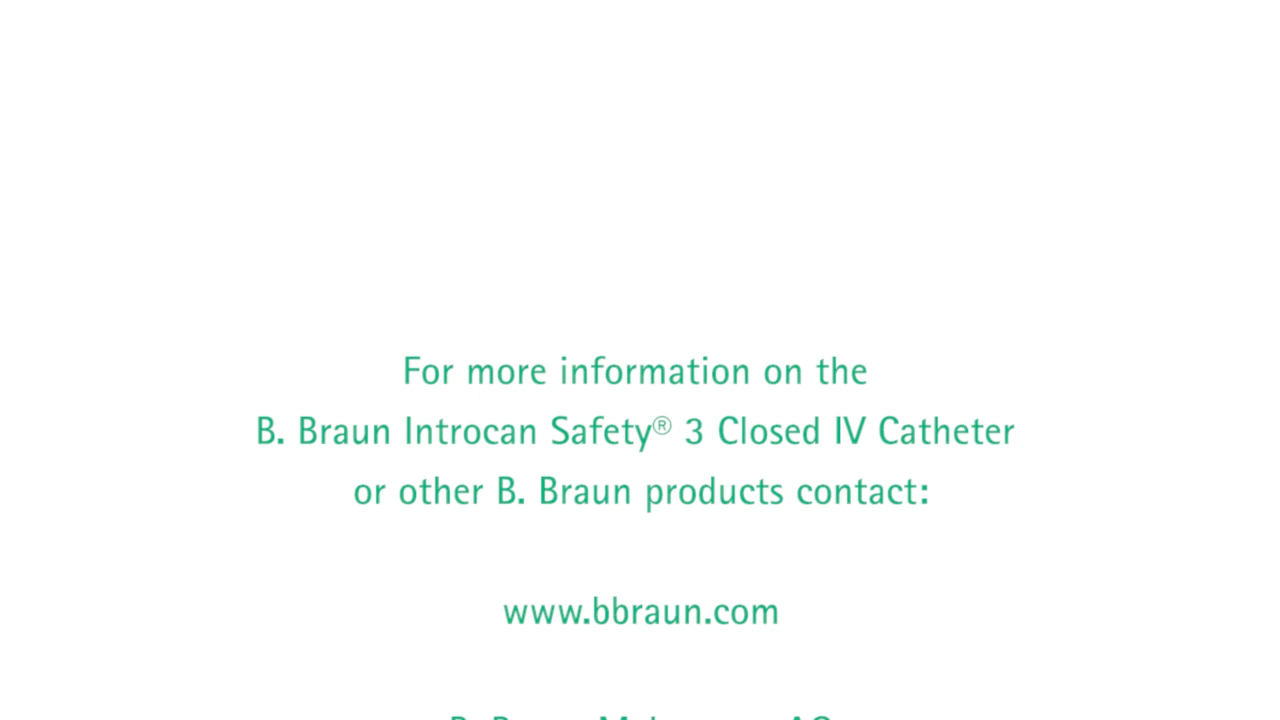 For more information on the
B. Braun Introcan Safety® 3 Closed IV Catheter
or other B. Braun products contact:
www.bbraun.com